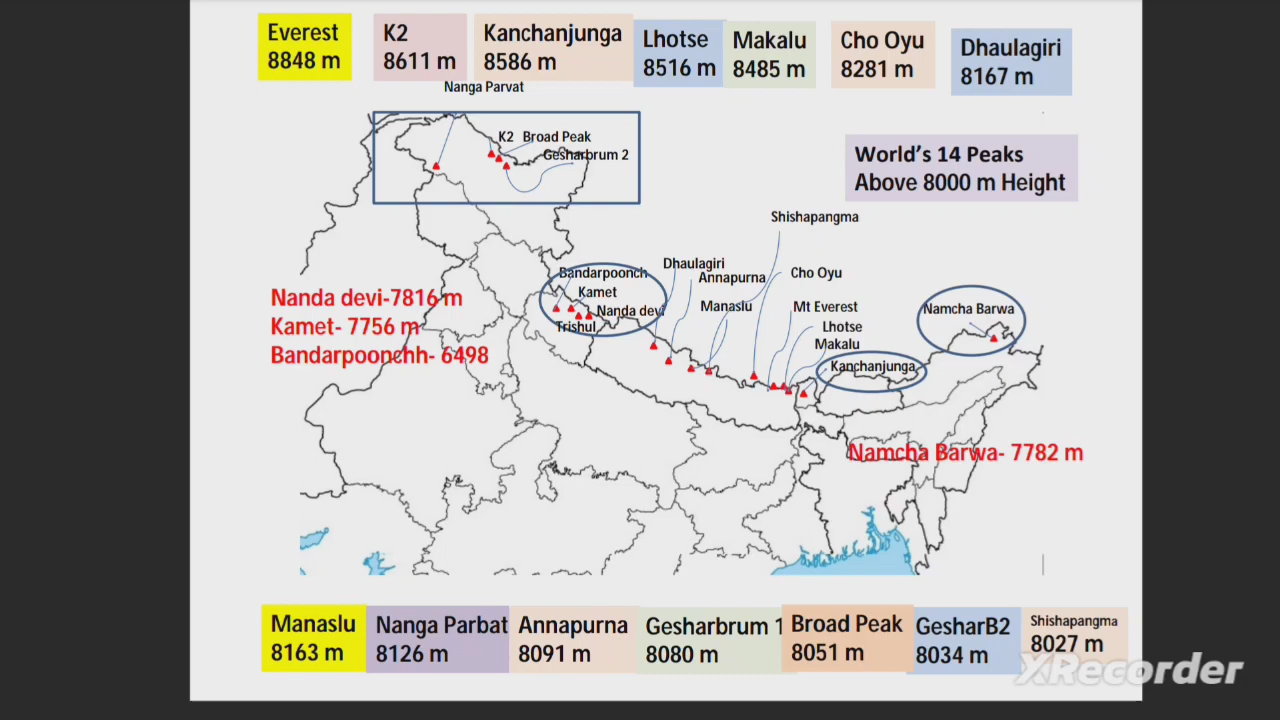 Everest
8848 m
K2
8611 m
Kanchanjunga
8586 m
Lhotse
8516 m
Makalu
8485 m
Cho Oyu
8281 m
Dhaulagiri
8167 m
Nanga Parvat
K2 Broad Peak
Gesharbrum 2
World's 14 Peaks
Above 8000 m Height
Shishapangma
Dhaulagiri
Annapurna
Cho Oyu
Bandarpoonch
Kamet
Nanda devi
Trishul
Manaslu
Mt Everest
Lhotse
Makalu
Kanchanjunga
Namcha Barwa
Nanda devi-7816 m
Kamet- 7756 m
Bandarpoonchh- 6498
Namcha Barwa- 7782 m
Manaslu
8163 m
Nanga Parbat
8126 m
Annapurna
8091 m
Gesharbrum 1
8080 m
Broad Peak
8051 m
GesharB2
8034 m
Shishapangma
8027 m
XRecorder